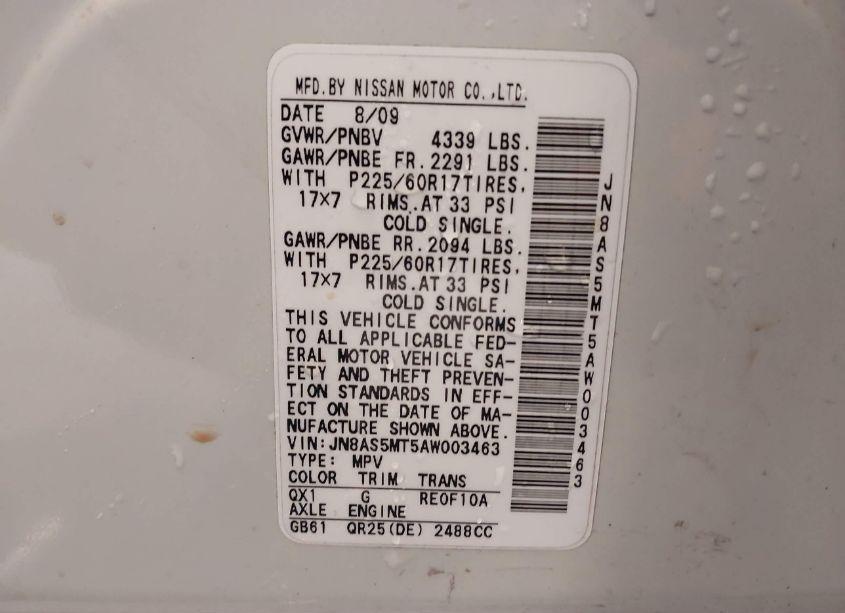 MFD.BY NISSAN MOTOR CO.,LTD.
DATE 8/09
GVWR/PNBV 4339 LBS.
GAWR/PNBE FR.2291 LBS.
WITH P225/60R17TIRES,
17×7 RIMS.AT 33 PSI
COLD SINGLE.
GAWR/PNBE RR.2094 LBS.
WITH P225/60R17TIRES,
17×7 RIMS.AT 33 PSI
COLD SINGLE.
THIS VEHICLE CONFORMS
TO ALL APPLICABLE FED-
ERAL MOTOR VEHICLE SA-
FETY AND THEFT PREVEN-
TION STANDARDS IN EFF-
ECT ON THE DATE OF MA-
NUFACTURE SHOWN ABOVE.
VIN:JN8AS5MT5AW003463
TYPE: MPV
COLOR TRIM TRANS
QX1 G RE0F10A
AXLE ENGINE
GB61 QR25(DE) 2488CC
JN8AS5MT5AW003463